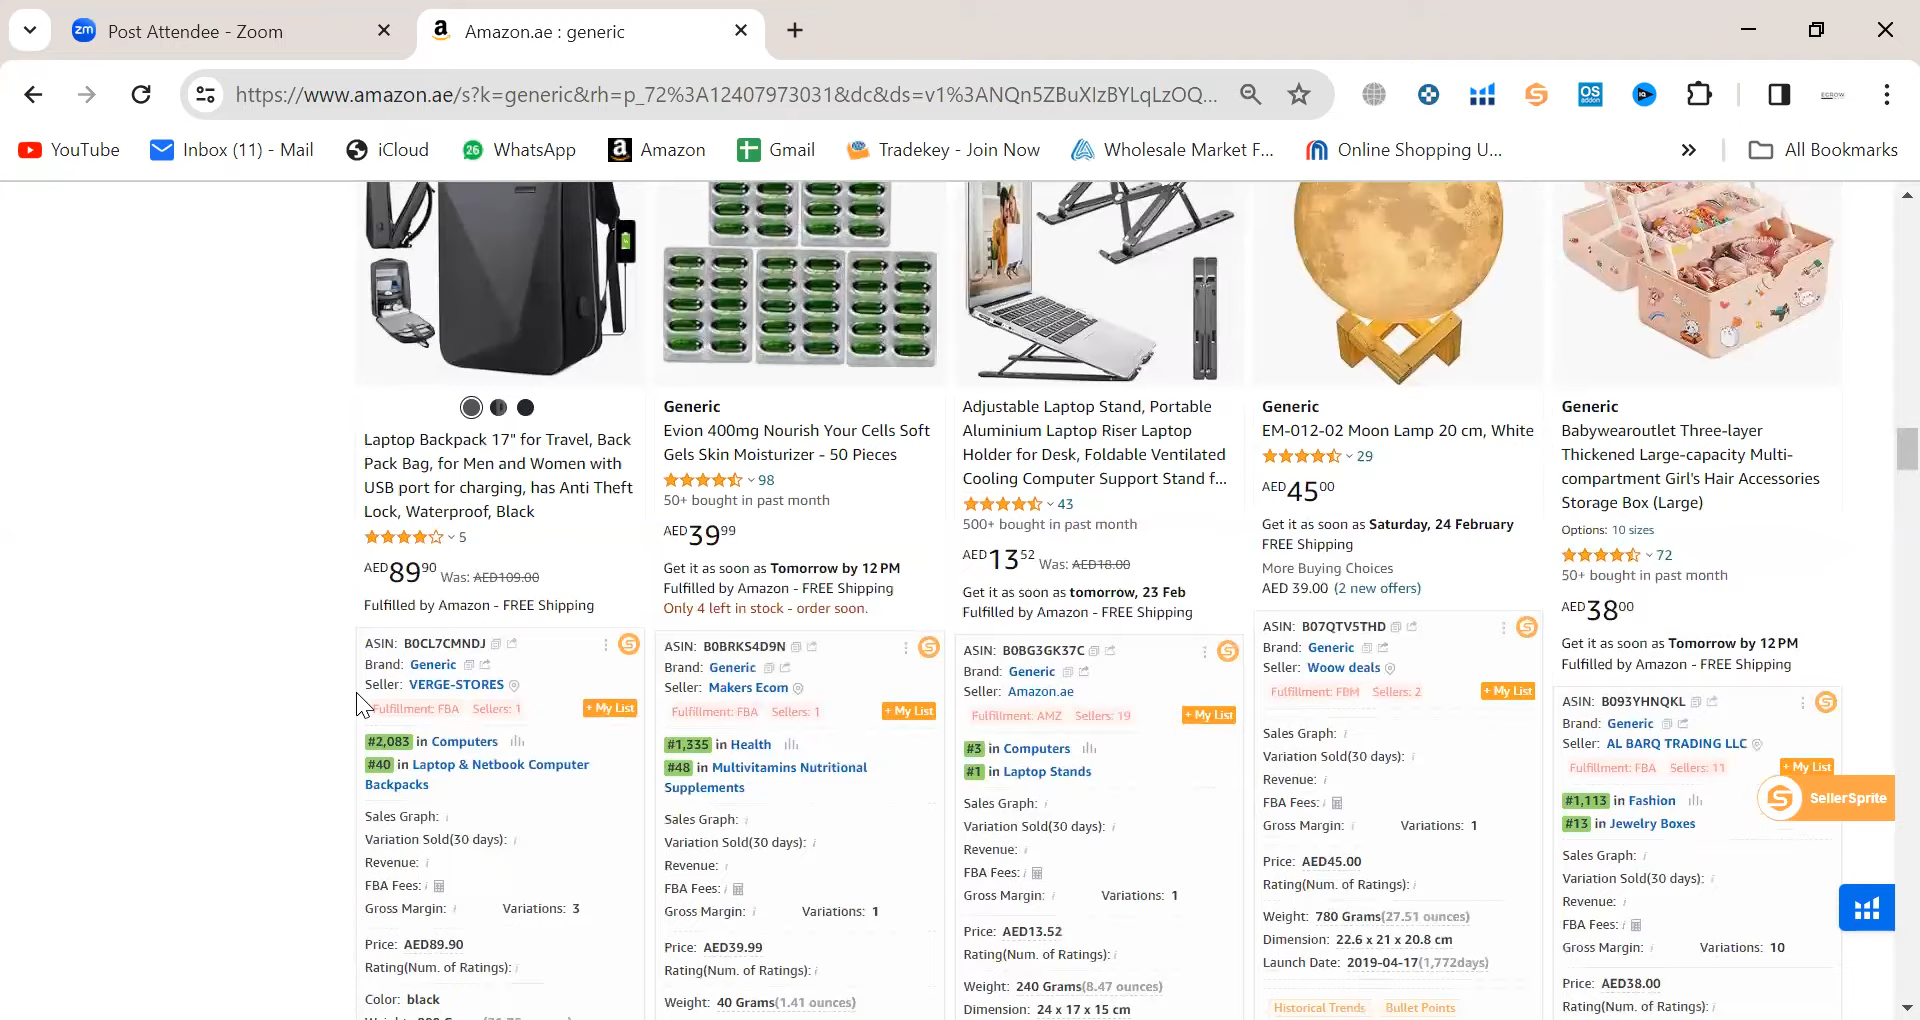 Post Attendee - Zoom
Amazon.ae : generic
https://www.amazon.ae/s?k=generic&rh=p_72%3A12407973031&dc&ds=v1%3ANQn5ZBuXIzBYLqLzOQ...
YouTube
Inbox (11) - Mail
iCloud
WhatsApp
Amazon
Gmail
Tradekey - Join Now
Wholesale Market F...
Online Shopping U...
All Bookmarks
Laptop Backpack 17" for Travel, Back
Pack Bag, for Men and Women with
USB port for charging, has Anti Theft
Lock, Waterproof, Black
5
AED89.90 Was: AED109.00
Fulfilled by Amazon - FREE Shipping
ASIN: B0CL7CMNDJ
Brand: Generic
Seller: VERGE-STORES
Fulfillment: FBA Sellers: 1
+ My List
#2,083 in Computers
#40 in Laptop & Netbook Computer
Backpacks
Sales Graph:
Variation Sold(30 days):
Revenue:
FBA Fees:
Gross Margin: Variations: 3
Price: AED89.90
Rating(Num. of Ratings):
Color: black
Generic
Evion 400mg Nourish Your Cells Soft
Gels Skin Moisturizer - 50 Pieces
98
50+ bought in past month
AED39.99
Get it as soon as Tomorrow by 12 PM
Fulfilled by Amazon - FREE Shipping
Only 4 left in stock - order soon.
ASIN: B0BRKS4D9N
Brand: Generic
Seller: Makers Ecom
Fulfillment: FBA Sellers: 1
+ My List
#1,335 in Health
#48 in Multivitamins Nutritional
Supplements
Sales Graph:
Variation Sold(30 days):
Revenue:
FBA Fees:
Gross Margin: Variations: 1
Price: AED39.99
Rating(Num. of Ratings):
Weight: 40 Grams(1.41 ounces)
Adjustable Laptop Stand, Portable
Aluminium Laptop Riser Laptop
Holder for Desk, Foldable Ventilated
Cooling Computer Support Stand f...
43
500+ bought in past month
AED13.52 Was: AED18.00
Get it as soon as tomorrow, 23 Feb
Fulfilled by Amazon - FREE Shipping
ASIN: B0BG3GK37C
Brand: Generic
Seller: Amazon.ae
Fulfillment: AMZ Sellers: 19
+ My List
#3 in Computers
#1 in Laptop Stands
Sales Graph:
Variation Sold(30 days):
Revenue:
FBA Fees:
Gross Margin: Variations: 1
Price: AED13.52
Rating(Num. of Ratings):
Weight: 240 Grams(8.47 ounces)
Dimension: 24 x 17 x 15 cm
Generic
EM-012-02 Moon Lamp 20 cm, White
29
AED45.00
Get it as soon as Saturday, 24 February
FREE Shipping
More Buying Choices
AED 39.00 (2 new offers)
ASIN: B07QTV5THD
Brand: Generic
Seller: Woow deals
Fulfillment: FBM Sellers: 2
+ My List
Sales Graph:
Variation Sold(30 days):
Revenue:
FBA Fees:
Gross Margin: Variations: 1
Price: AED45.00
Rating(Num. of Ratings):
Weight: 780 Grams(27.51 ounces)
Dimension: 22.6 x 21 x 20.8 cm
Launch Date: 2019-04-17(1,772days)
Historical Trends Bullet Points
Generic
Babywearoutlet Three-layer
Thickened Large-capacity Multi-
compartment Girl's Hair Accessories
Storage Box (Large)
Options: 10 sizes
72
50+ bought in past month
AED38.00
Get it as soon as Tomorrow by 12 PM
Fulfilled by Amazon - FREE Shipping
ASIN: B093YHNQKL
Brand: Generic
Seller: AL BARQ TRADING LLC
Fulfillment: FBA Sellers: 11
+ My List
SellerSprite
#1,113 in Fashion
#13 in Jewelry Boxes
Sales Graph:
Variation Sold(30 days):
Revenue:
FBA Fees:
Gross Margin: Variations: 10
Price: AED38.00
Rating(Num. of Ratings):